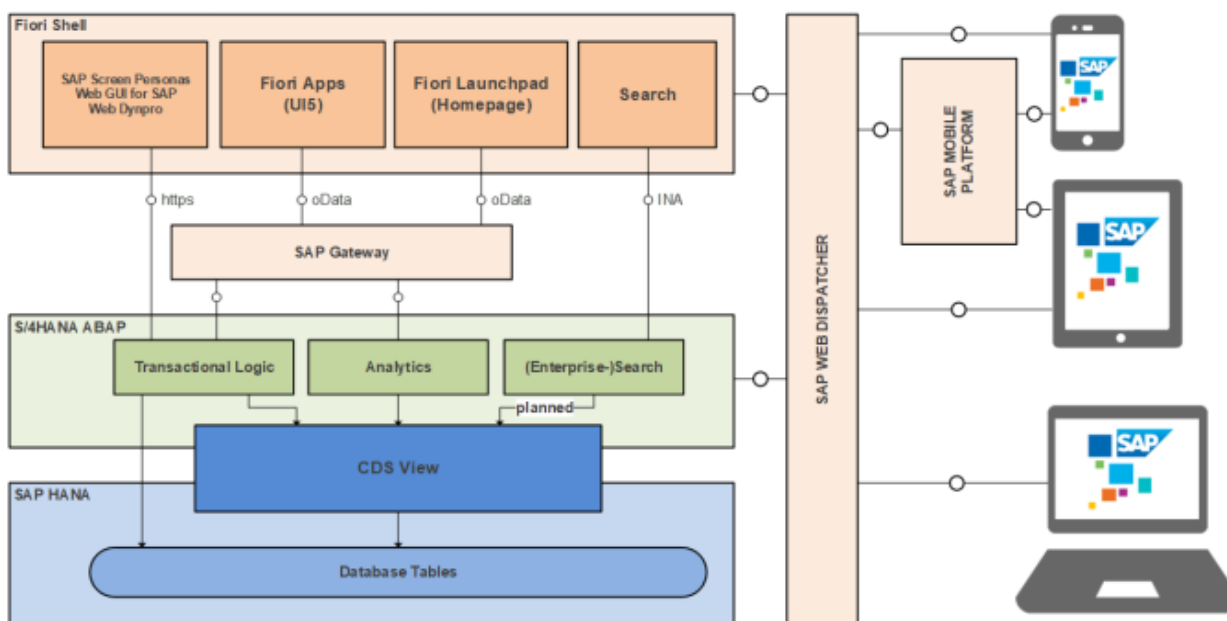 Fiori Shell
SAP Screen Personas
Web GUI for SAP
Web Dynpro
Fiori Apps
(UI5)
Fiori Launchpad
(Homepage)
Search
https
oData
oData
INA
SAP Gateway
S/4HANA ABAP
Transactional Logic
Analytics
(Enterprise-)Search
planned
CDS View
SAP HANA
Database Tables
SAP WEB DISPATCHER
SAP MOBILE
PLATFORM
SAP
SAP
SAP